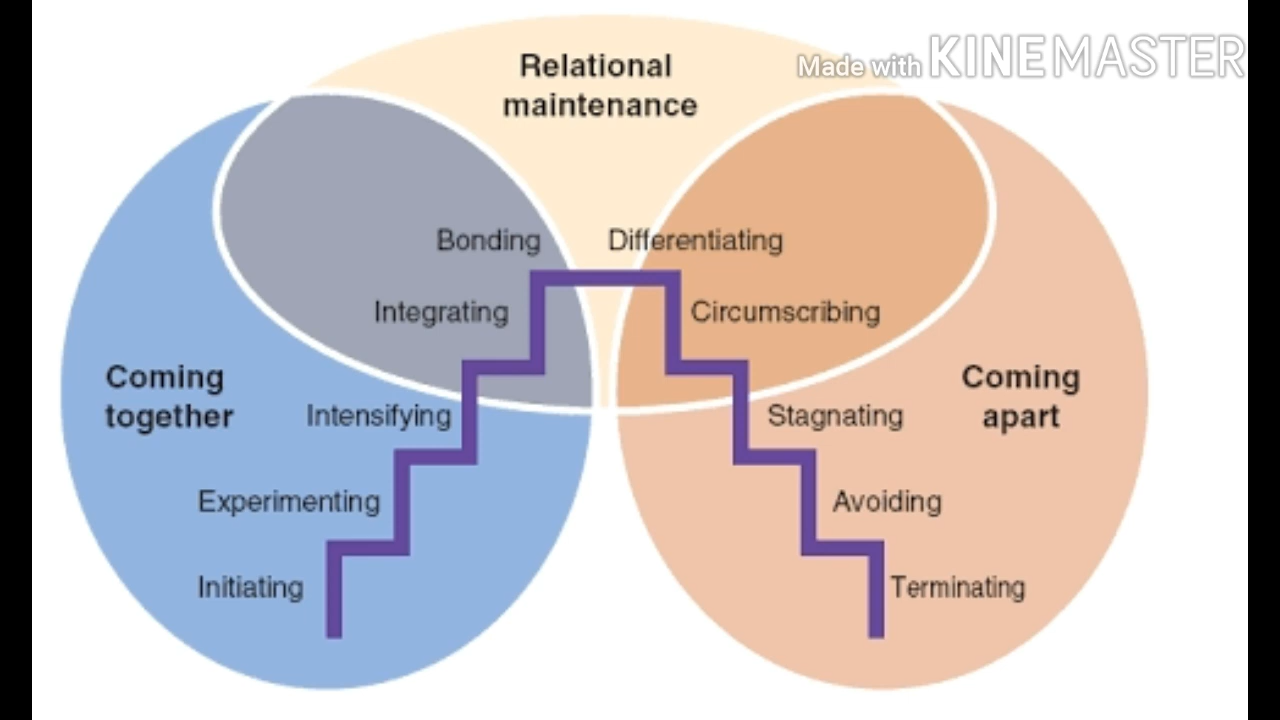 Relational
maintenance
Made with KINEMASTER
Bonding
Differentiating
Integrating
Circumscribing
Coming
together
Coming
apart
Intensifying
Stagnating
Experimenting
Avoiding
Initiating
Terminating